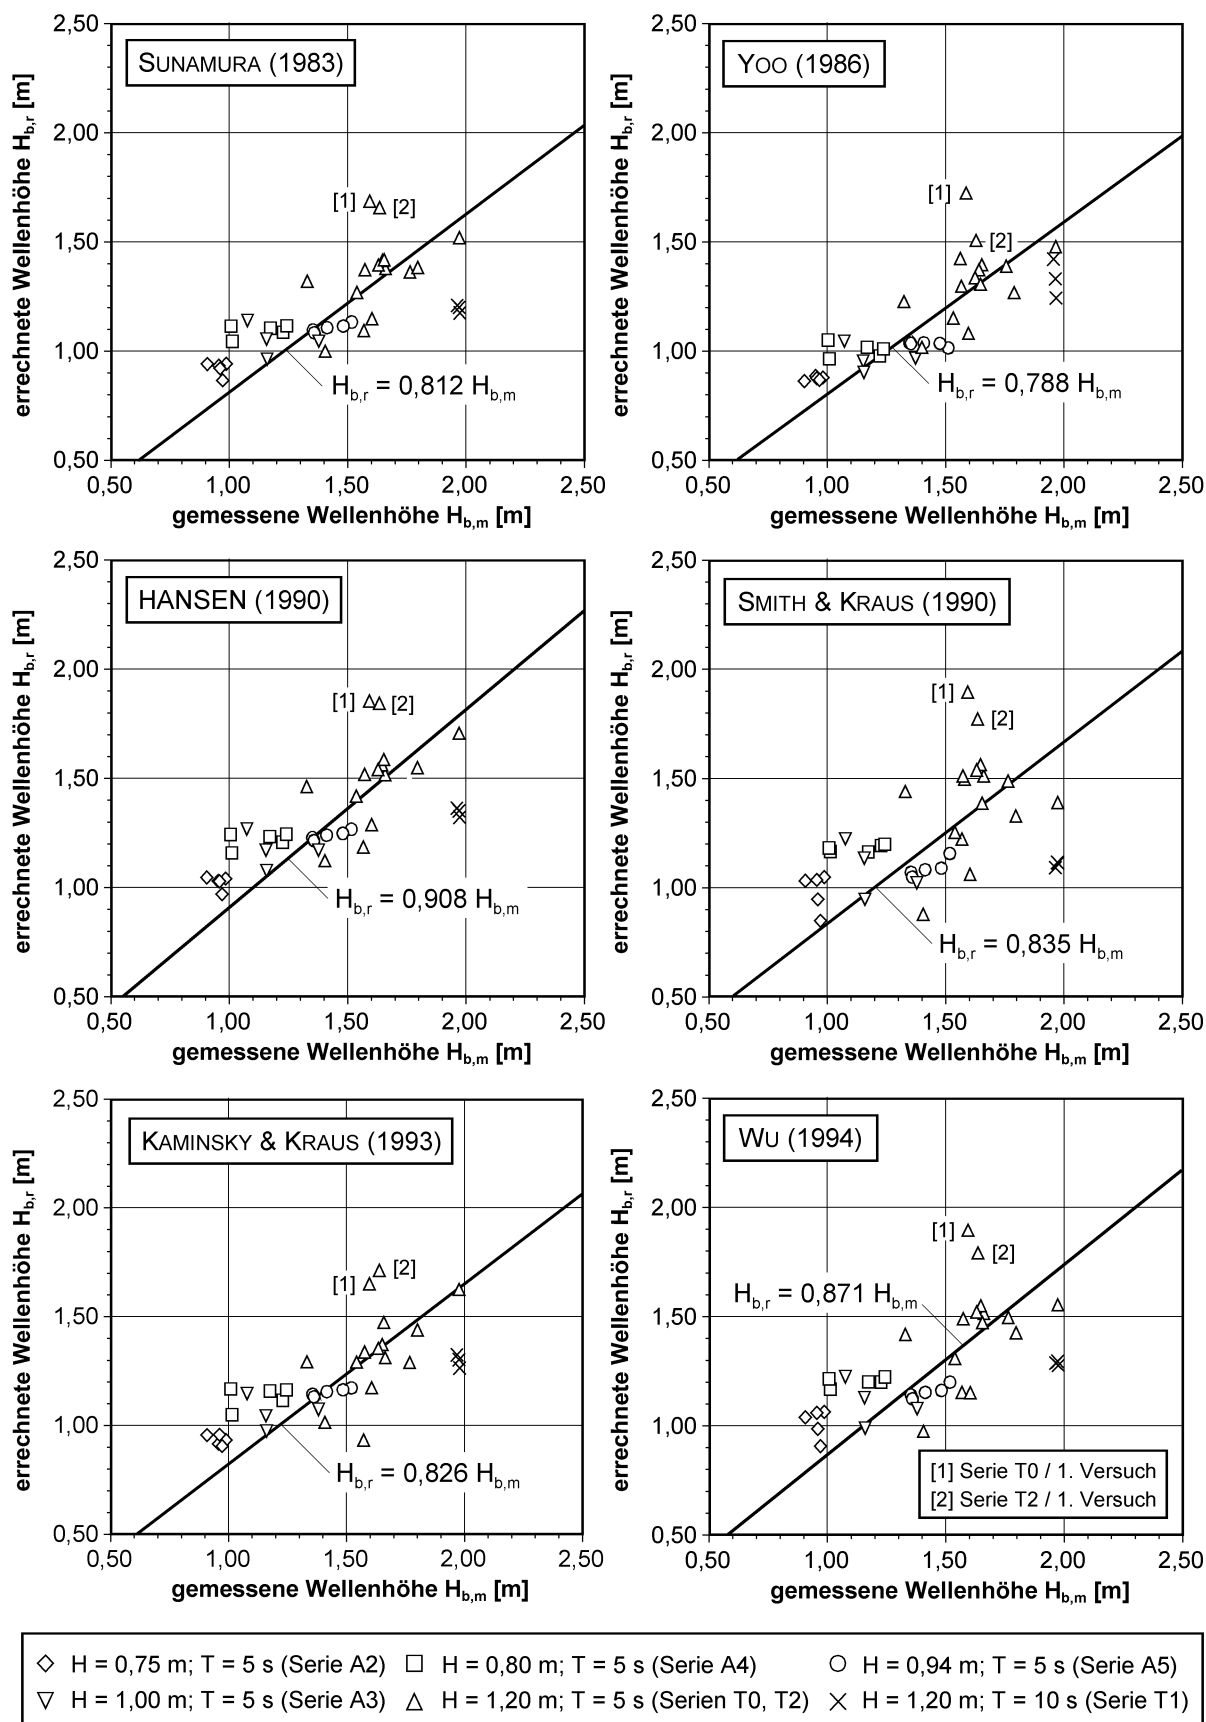 SUNAMURA (1983)
errechnete Wellenhöhe H_b,r [m]
2,50
2,00
1,50
1,00
0,50
[1]
[2]
H_b,r = 0,812 H_b,m
0,50 1,00 1,50 2,00 2,50
gemessene Wellenhöhe H_b,m [m]
YOO (1986)
errechnete Wellenhöhe H_b,r [m]
2,50
2,00
1,50
1,00
0,50
[1]
[2]
H_b,r = 0,788 H_b,m
0,50 1,00 1,50 2,00 2,50
gemessene Wellenhöhe H_b,m [m]
HANSEN (1990)
errechnete Wellenhöhe H_b,r [m]
2,50
2,00
1,50
1,00
0,50
[1]
[2]
H_b,r = 0,908 H_b,m
0,50 1,00 1,50 2,00 2,50
gemessene Wellenhöhe H_b,m [m]
SMITH & KRAUS (1990)
errechnete Wellenhöhe H_b,r [m]
2,50
2,00
1,50
1,00
0,50
[1]
[2]
H_b,r = 0,835 H_b,m
0,50 1,00 1,50 2,00 2,50
gemessene Wellenhöhe H_b,m [m]
KAMINSKY & KRAUS (1993)
errechnete Wellenhöhe H_b,r [m]
2,50
2,00
1,50
1,00
0,50
[1]
[2]
H_b,r = 0,826 H_b,m
0,50 1,00 1,50 2,00 2,50
gemessene Wellenhöhe H_b,m [m]
WU (1994)
errechnete Wellenhöhe H_b,r [m]
2,50
2,00
1,50
1,00
0,50
[1]
[2]
H_b,r = 0,871 H_b,m
[1] Serie T0 / 1. Versuch
[2] Serie T2 / 1. Versuch
0,50 1,00 1,50 2,00 2,50
gemessene Wellenhöhe H_b,m [m]
H = 0,75 m; T = 5 s (Serie A2)
H = 0,80 m; T = 5 s (Serie A4)
H = 0,94 m; T = 5 s (Serie A5)
H = 1,00 m; T = 5 s (Serie A3)
H = 1,20 m; T = 5 s (Serien T0, T2)
H = 1,20 m; T = 10 s (Serie T1)